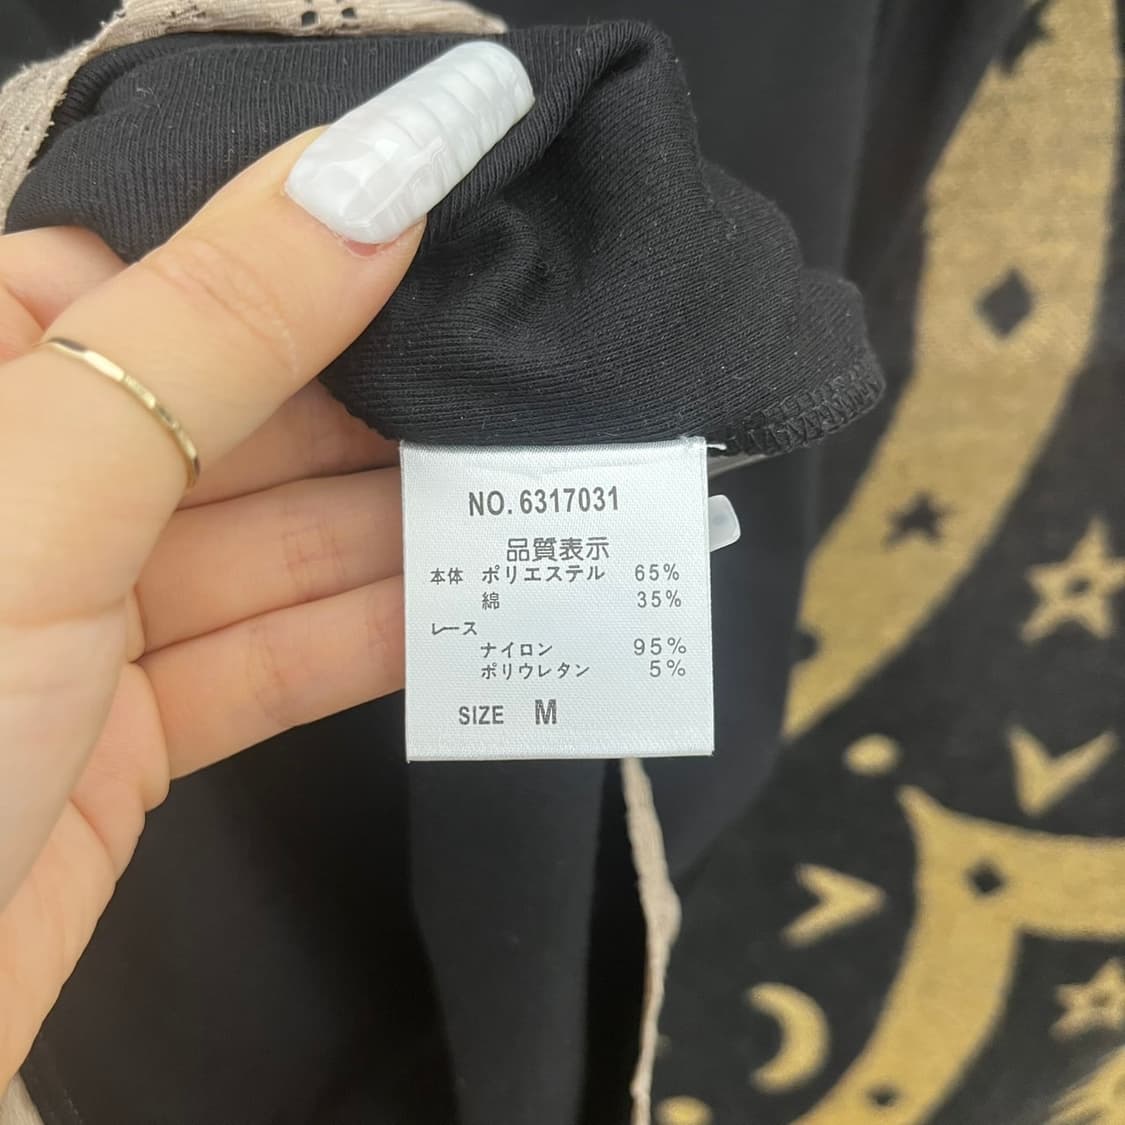 NO. 6317031
品質表示
本体 ポリエステル 65%
綿 35%
レース
ナイロン 95%
ポリウレタン 5%
SIZE M